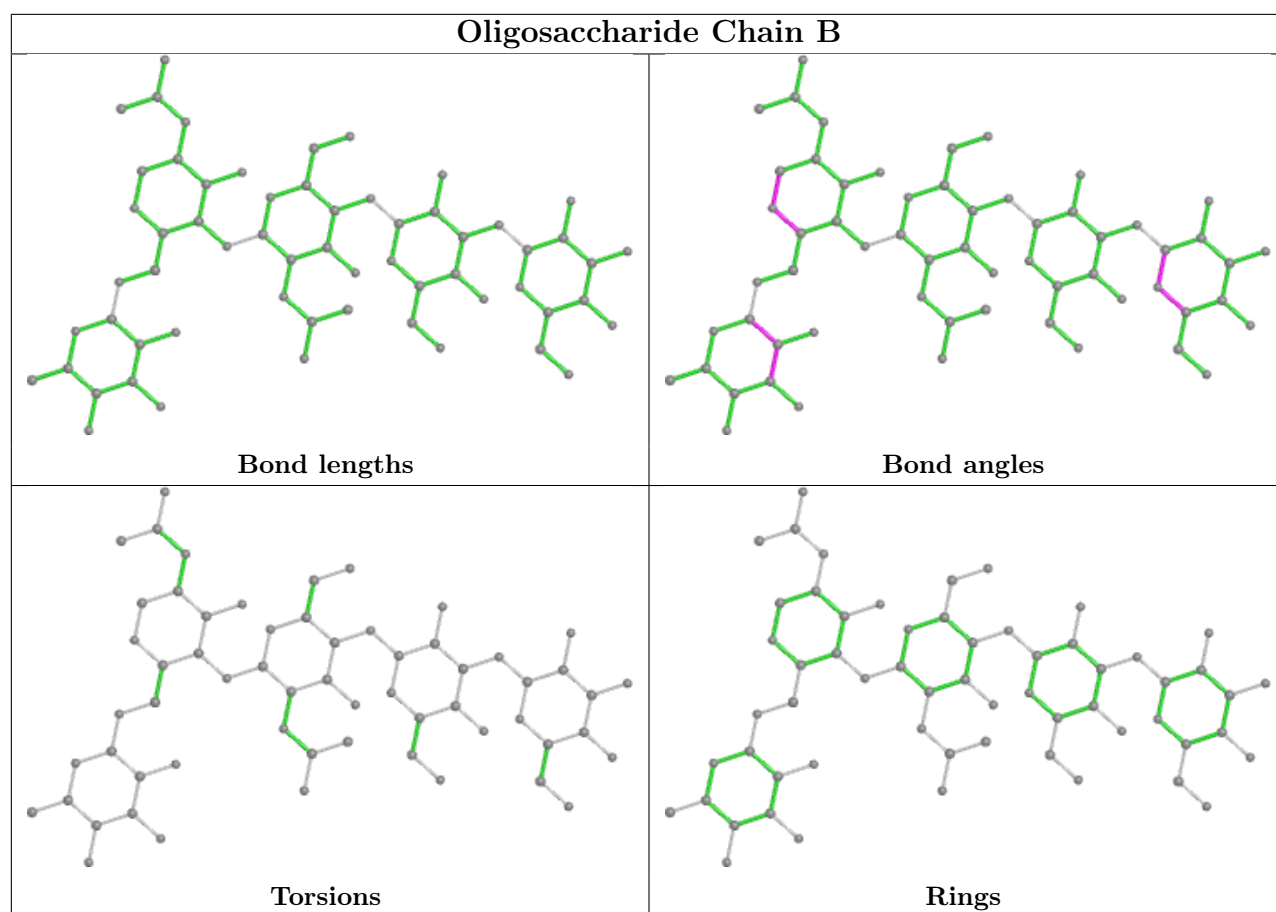 Oligosaccharide Chain B
Bond lengths
Bond angles
Torsions
Rings